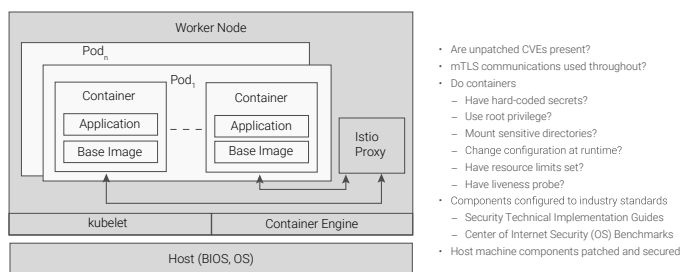 Worker Node
Pod n
Pod 1
Container
Application
Base Image
Container
Application
Base Image
Istio
Proxy
kubelet
Container Engine
Host (BIOS, OS)
• Are unpatched CVEs present?
• mTLS communications used throughout?
• Do containers
– Have hard-coded secrets?
– Use root privilege?
– Mount sensitive directories?
– Change configuration at runtime?
– Have resource limits set?
– Have liveness probe?
• Components configured to industry standards
– Security Technical Implementation Guides
– Center of Internet Security (OS) Benchmarks
• Host machine components patched and secured